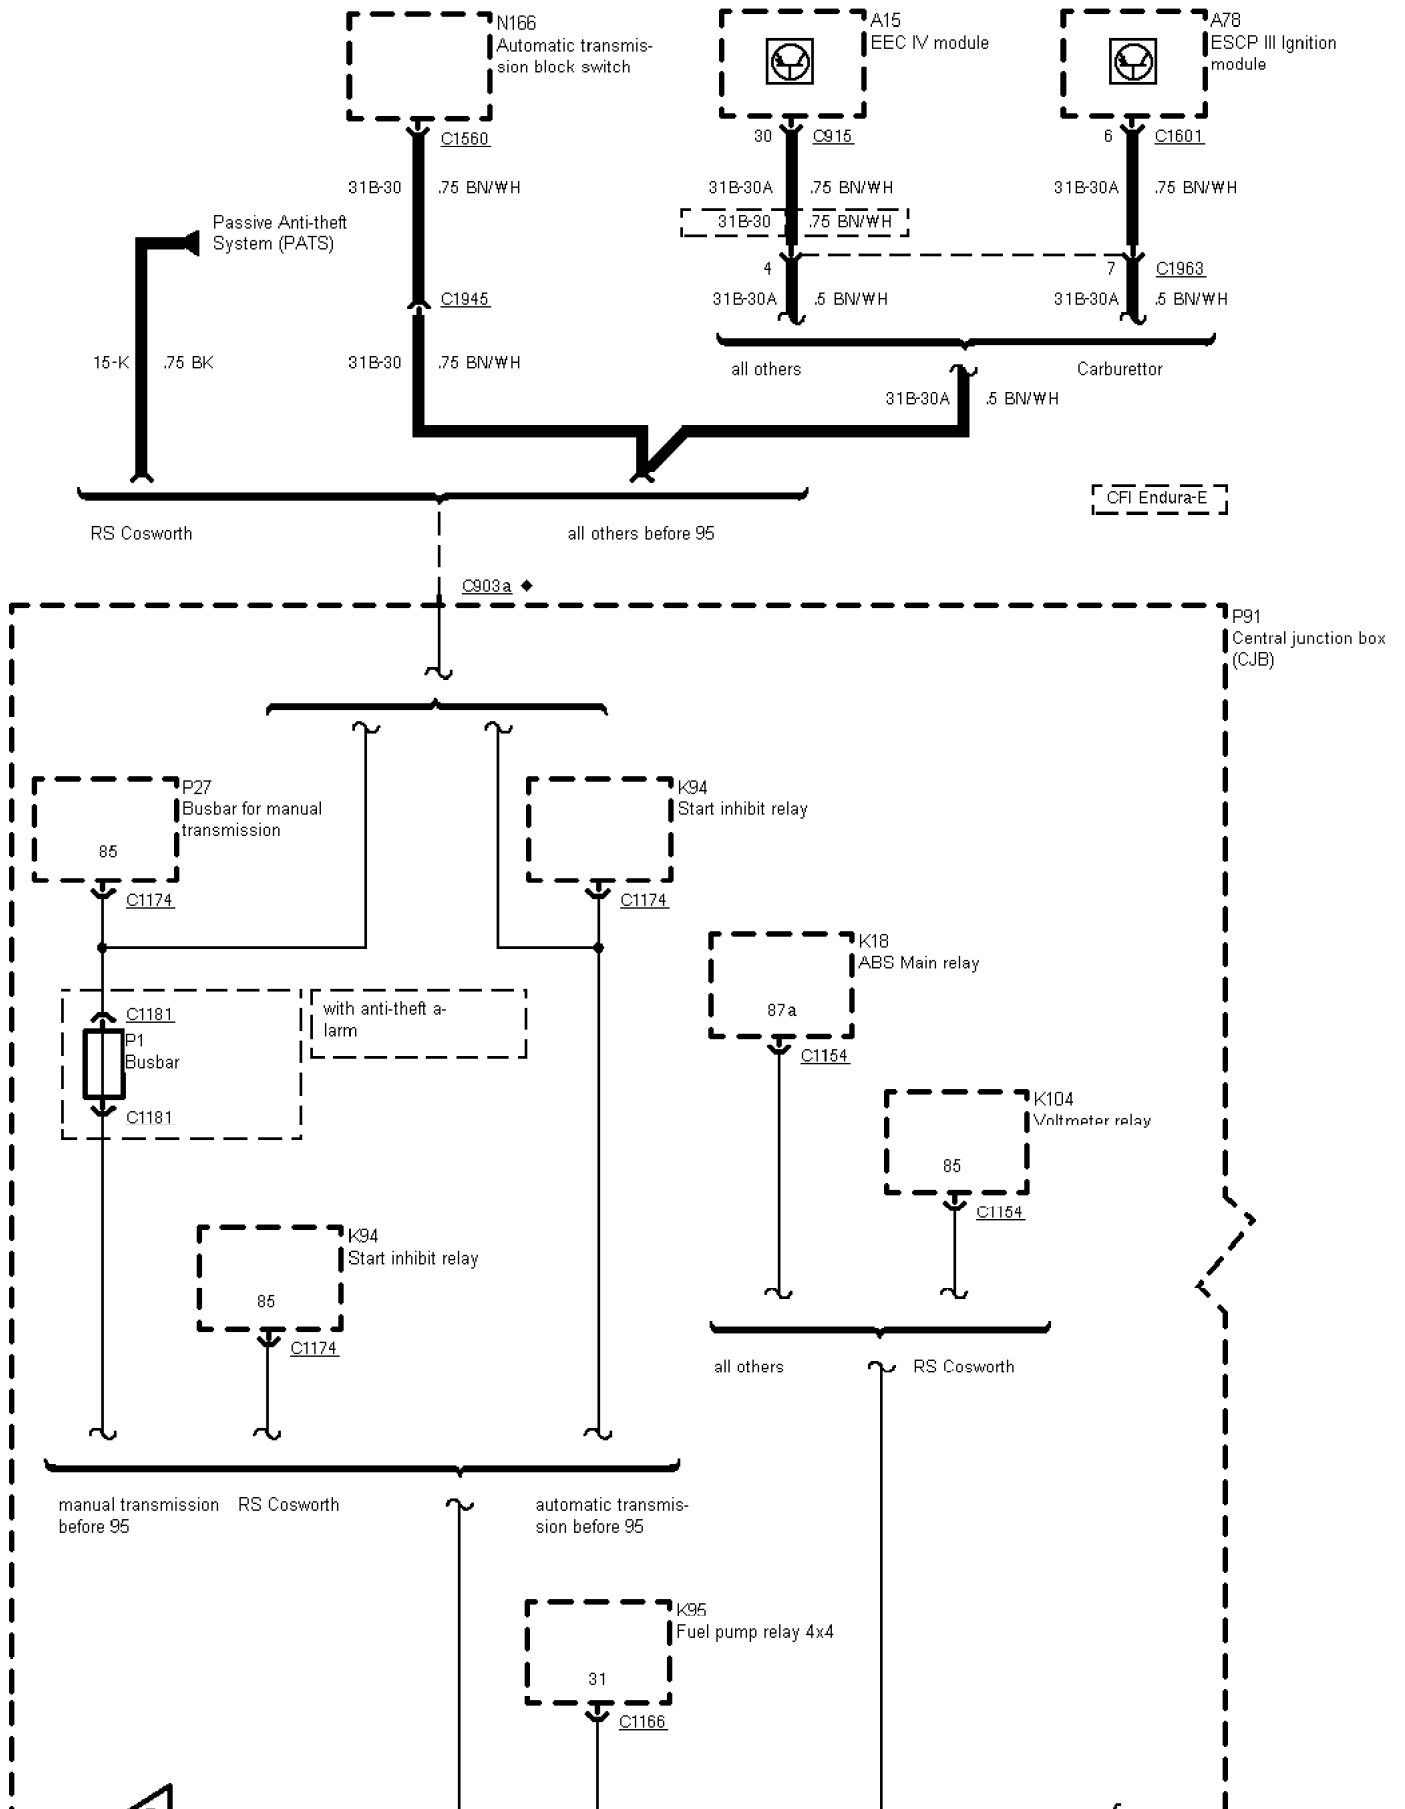 N166
Automatic transmis-
sion block switch
A15
EEC IV module
A78
ESCP III Ignition
module
C1560
30
C915
6
C1601
31B-30
.75 BN/WH
31B-30A
.75 BN/WH
31B-30A
.75 BN/WH
31B-30
.75 BN/WH
Passive Anti-theft
System (PATS)
4
7
C1963
C1945
31B-30A
.5 BN/WH
31B-30A
.5 BN/WH
15-K
.75 BK
31B-30
.75 BN/WH
all others
Carburettor
31B-30A
.5 BN/WH
CFI Endura-E
RS Cosworth
all others before 95
C903a
P91
Central junction box
(CJB)
P27
Busbar for manual
transmission
85
C1174
K94
Start inhibit relay
C1174
K18
ABS Main relay
87a
C1154
C1181
P1
Busbar
C1181
with anti-theft a-
larm
K104
Voltmeter relay
85
C1154
K94
Start inhibit relay
85
C1174
all others
RS Cosworth
manual transmission
before 95
RS Cosworth
automatic transmis-
sion before 95
K95
Fuel pump relay 4x4
31
C1166